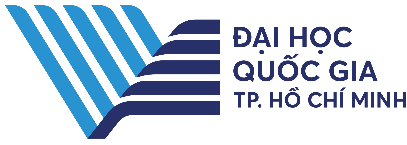 ĐẠI HỌC
QUỐC GIA
TP. HỒ CHÍ MINH